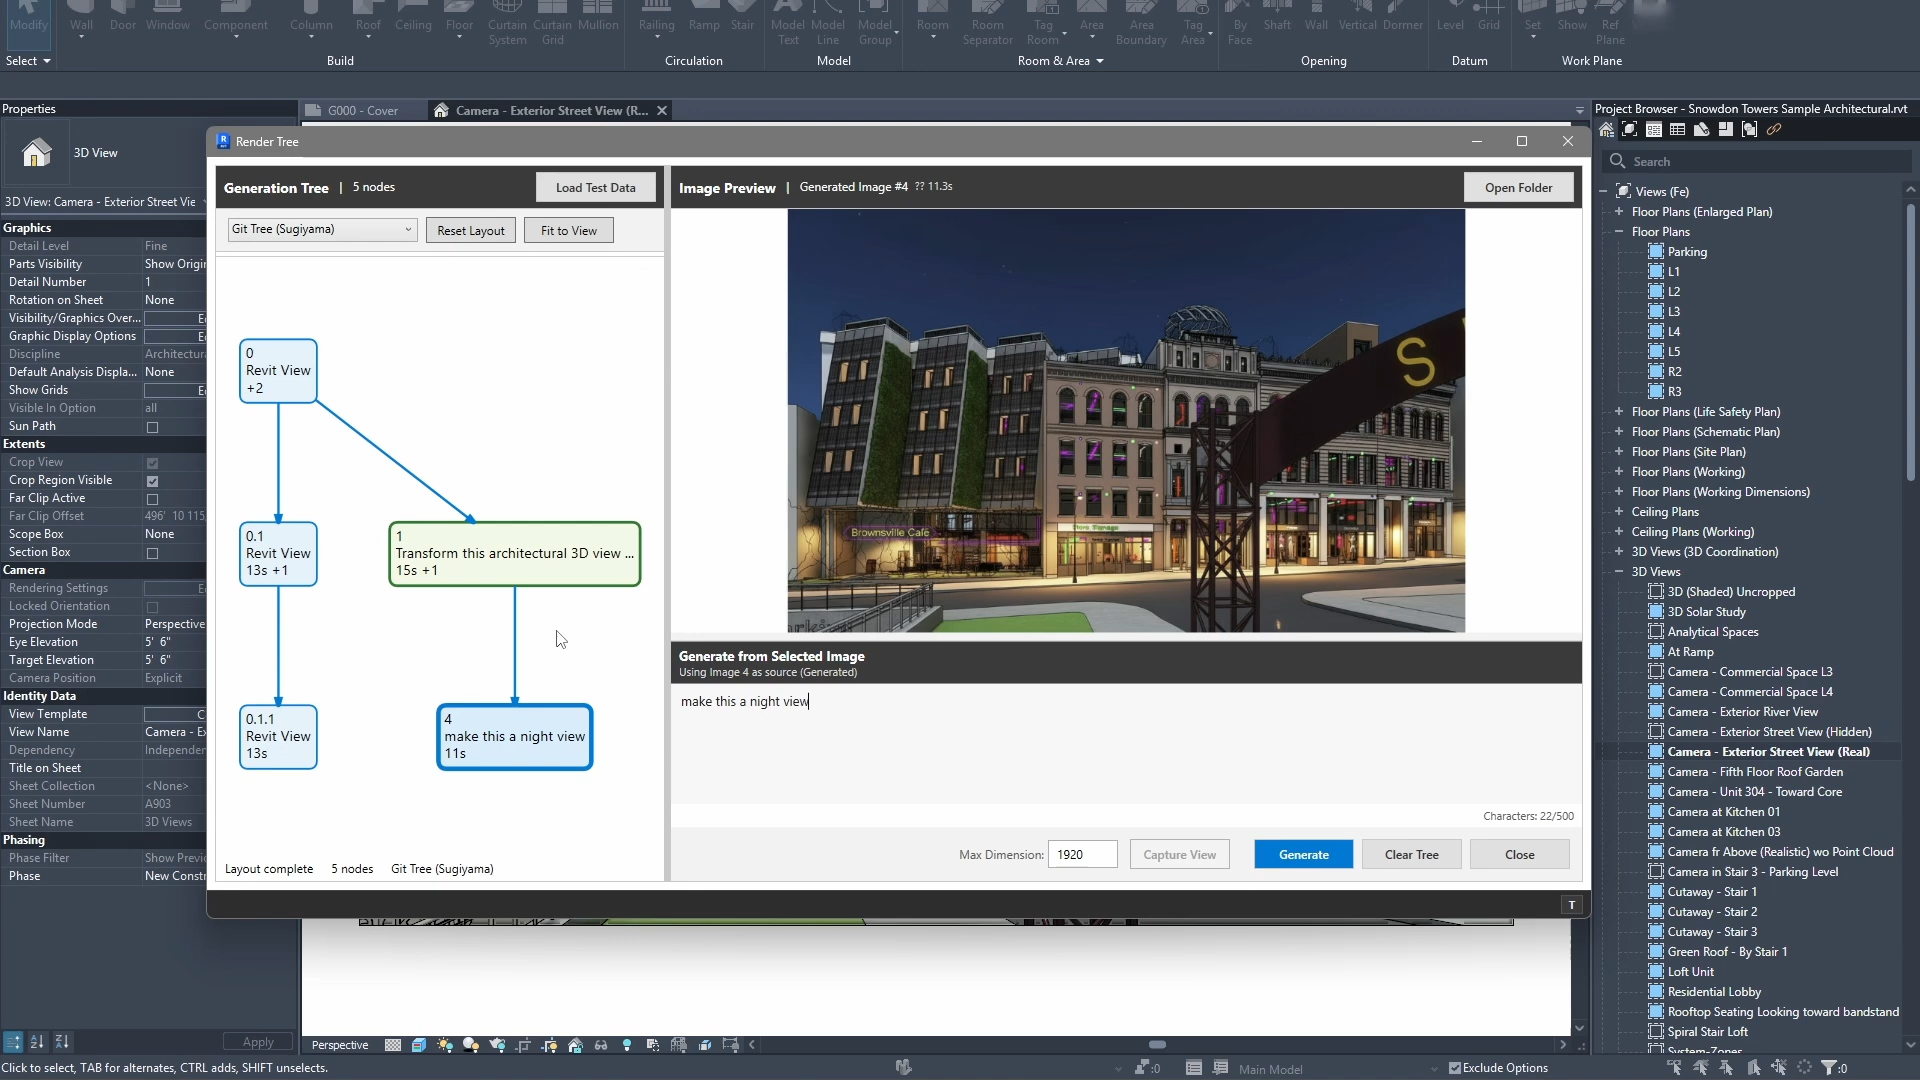 Modify
Wall
Door
Window
Component
Column
Roof
Ceiling
Floor
Curtain System
Curtain Grid
Mullion
Railing
Ramp
Stair
Model Text
Model Line
Model Group
Room
Room Separator
Tag Room
Area
Area Boundary
Tag Area
By Face
Shaft
Wall
Vertical
Dormer
Level
Grid
Set
Show
Ref Plane
Select
Build
Circulation
Model
Room & Area
Opening
Datum
Work Plane
Properties
3D View
3D View: Camera - Exterior Street Vie
Graphics
Detail Level Fine
Parts Visibility Show Origi
Detail Number 1
Rotation on Sheet None
Visibility/Graphics Over...
Graphic Display Options
Discipline Architectura
Default Analysis Displa... None
Show Grids
Visible In Option all
Sun Path
Extents
Crop View
Crop Region Visible
Far Clip Active
Far Clip Offset 496' 10 115
Scope Box None
Section Box
Camera
Rendering Settings
Locked Orientation
Projection Mode Perspective
Eye Elevation 5' 6"
Target Elevation 5' 6"
Camera Position Explicit
Identity Data
View Template
View Name Camera - Ex
Dependency Independen
Title on Sheet
Sheet Collection <None>
Sheet Number A903
Sheet Name 3D Views
Phasing
Phase Filter Show Previ
Phase New Constr
Apply
G000 - Cover
Camera - Exterior Street View (R...
Render Tree
Generation Tree | 5 nodes
Load Test Data
Git Tree (Sugiyama)
Reset Layout
Fit to View
0
Revit View
+2
0.1
Revit View
13s +1
1
Transform this architectural 3D view ...
15s +1
0.1.1
Revit View
13s
4
make this a night view
11s
Layout complete 5 nodes Git Tree (Sugiyama)
Image Preview | Generated Image #4 ?? 11.3s
Open Folder
S
Brownsville Cafe
Generate from Selected Image
Using Image 4 as source (Generated)
make this a night view
Characters: 22/500
Max Dimension: 1920
Capture View
Generate
Clear Tree
Close
T
Project Browser - Snowdon Towers Sample Architectural.rvt
Search
Views (Fe)
Floor Plans (Enlarged Plan)
Floor Plans
Parking
L1
L2
L3
L4
L5
R2
R3
Floor Plans (Life Safety Plan)
Floor Plans (Schematic Plan)
Floor Plans (Site Plan)
Floor Plans (Working)
Floor Plans (Working Dimensions)
Ceiling Plans
Ceiling Plans (Working)
3D Views (3D Coordination)
3D Views
3D (Shaded) Uncropped
3D Solar Study
Analytical Spaces
At Ramp
Camera - Commercial Space L3
Camera - Commercial Space L4
Camera - Exterior River View
Camera - Exterior Street View (Hidden)
Camera - Exterior Street View (Real)
Camera - Fifth Floor Roof Garden
Camera - Unit 304 - Toward Core
Camera at Kitchen 01
Camera at Kitchen 03
Camera fr Above (Realistic) wo Point Cloud
Camera in Stair 3 - Parking Level
Cutaway - Stair 1
Cutaway - Stair 2
Cutaway - Stair 3
Green Roof - By Stair 1
Loft Unit
Residential Lobby
Rooftop Seating Looking toward bandstand
Spiral Stair Loft
System-Zones
Perspective
Click to select, TAB for alternates, CTRL adds, SHIFT unselects.
:0
Main Model
Exclude Options
:0